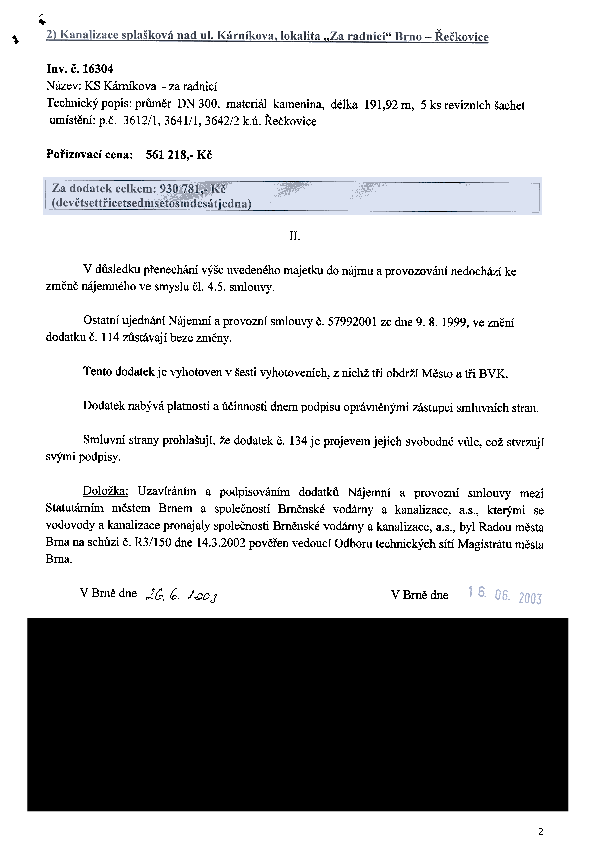 2) Kanalizace splašková nad ul. Kárníkova, lokalita „Za radnicí“ Brno – Řečkovice
Inv. č. 16304
Název: KS Kárníkova - za radnicí
Technický popis: průměr DN 300, materiál kamenina, délka 191,92 m, 5 ks revizních šachet
umístění: p.č. 3612/1, 3641/1, 3642/2 k.ú. Řečkovice
Pořizovací cena: 561 218,- Kč
Za dodatek celkem: 930 781,- Kč
(devětsettřicetsedmsetosmdesátjedna)
II.
V důsledku přenechání výše uvedeného majetku do nájmu a provozování nedochází ke
změně nájemného ve smyslu čl. 4.5. smlouvy.
Ostatní ujednání Nájemní a provozní smlouvy č. 57992001 ze dne 9. 8. 1999, ve znění
dodatku č. 114 zůstávají beze změny.
Tento dodatek je vyhotoven v šesti vyhotoveních, z nichž tři obdrží Město a tři BVK.
Dodatek nabývá platnosti a účinnosti dnem podpisu oprávněnými zástupci smluvních stran.
Smluvní strany prohlašují, že dodatek č. 134 je projevem jejich svobodné vůle, což stvrzují
svými podpisy.
Doložka: Uzavíráním a podpisováním dodatků Nájemní a provozní smlouvy mezi
Statutárním městem Brnem a společností Brněnské vodárny a kanalizace, a.s., kterými se
vodovody a kanalizace pronajaly společnosti Brněnské vodárny a kanalizace, a.s., byl Radou města
Brna na schůzi č. R3/150 dne 14.3.2002 pověřen vedoucí Odboru technických sítí Magistrátu města
Brna.
V Brně dne 26. 6. 2003 V Brně dne 16. 06. 2003
2